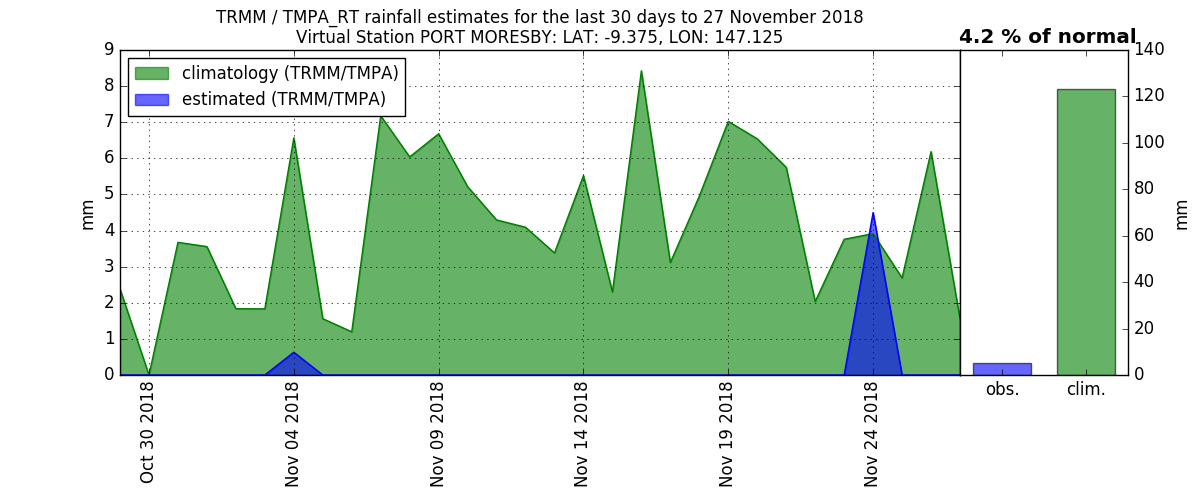 TRMM / TMPA_RT rainfall estimates for the last 30 days to 27 November 2018
Virtual Station PORT MORESBY: LAT: -9.375, LON: 147.125
4.2 % of normal
climatology (TRMM/TMPA)
estimated (TRMM/TMPA)
9
8
7
6
5
4
3
2
1
0
mm
Oct 30 2018
Nov 04 2018
Nov 09 2018
Nov 14 2018
Nov 19 2018
Nov 24 2018
140
120
100
80
60
40
20
0
mm
obs.
clim.